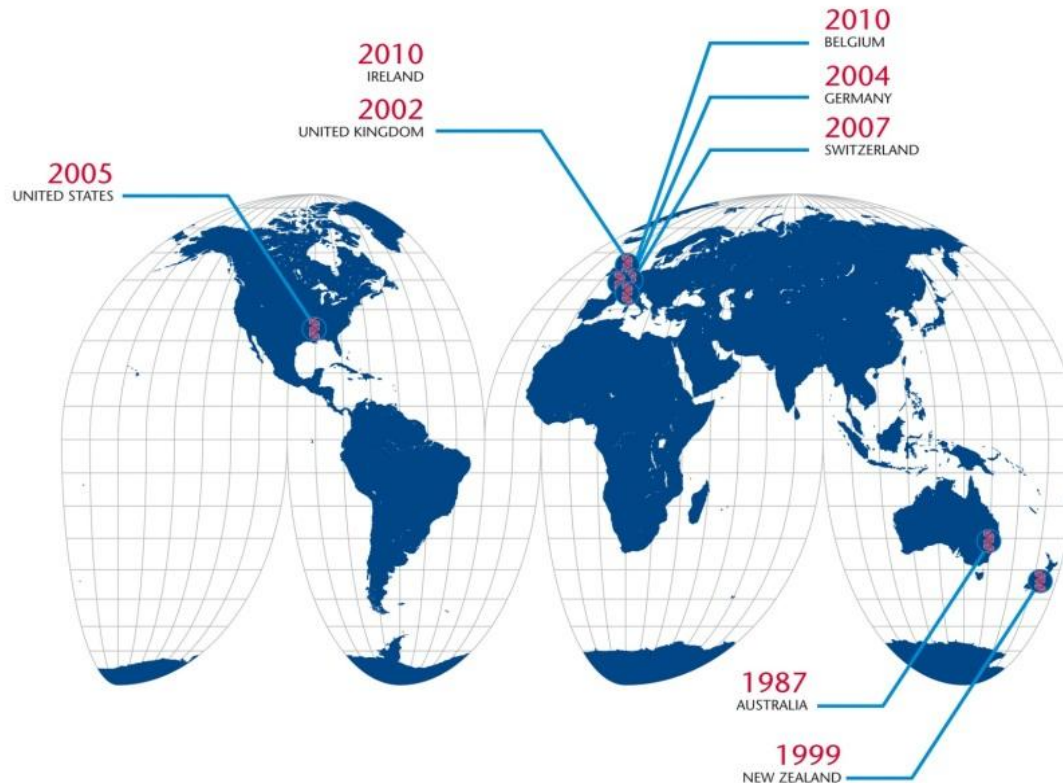 2010
BELGIUM
2010
IRELAND
2004
GERMANY
2002
UNITED KINGDOM
2007
SWITZERLAND
2005
UNITED STATES
1987
AUSTRALIA
1999
NEW ZEALAND